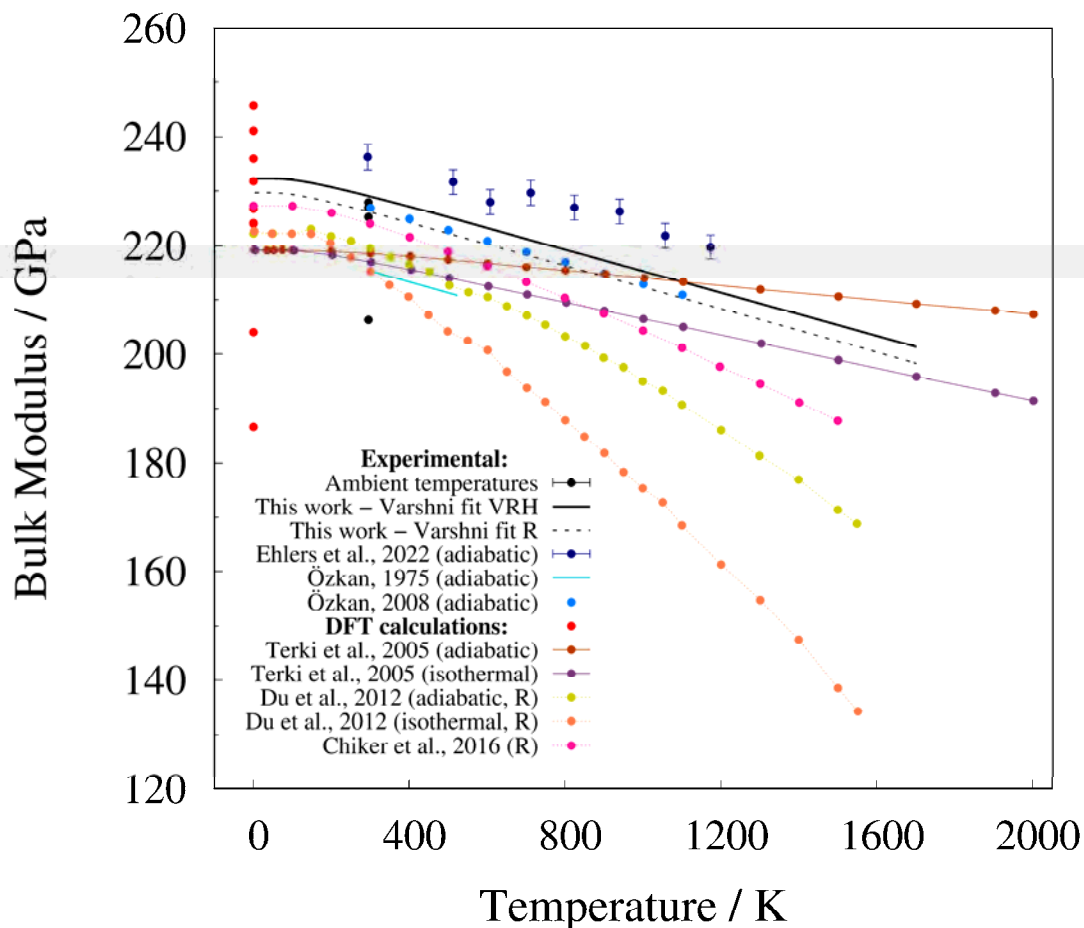 260
240
220
200
180
160
140
120
Bulk Modulus / GPa
Experimental:
Ambient temperatures
This work – Varshni fit VRH
This work – Varshni fit R
Ehlers et al., 2022 (adiabatic)
Özkan, 1975 (adiabatic)
Özkan, 2008 (adiabatic)
DFT calculations:
Terki et al., 2005 (adiabatic)
Terki et al., 2005 (isothermal)
Du et al., 2012 (adiabatic, R)
Du et al., 2012 (isothermal, R)
Chiker et al., 2016 (R)
0 400 800 1200 1600 2000
Temperature / K